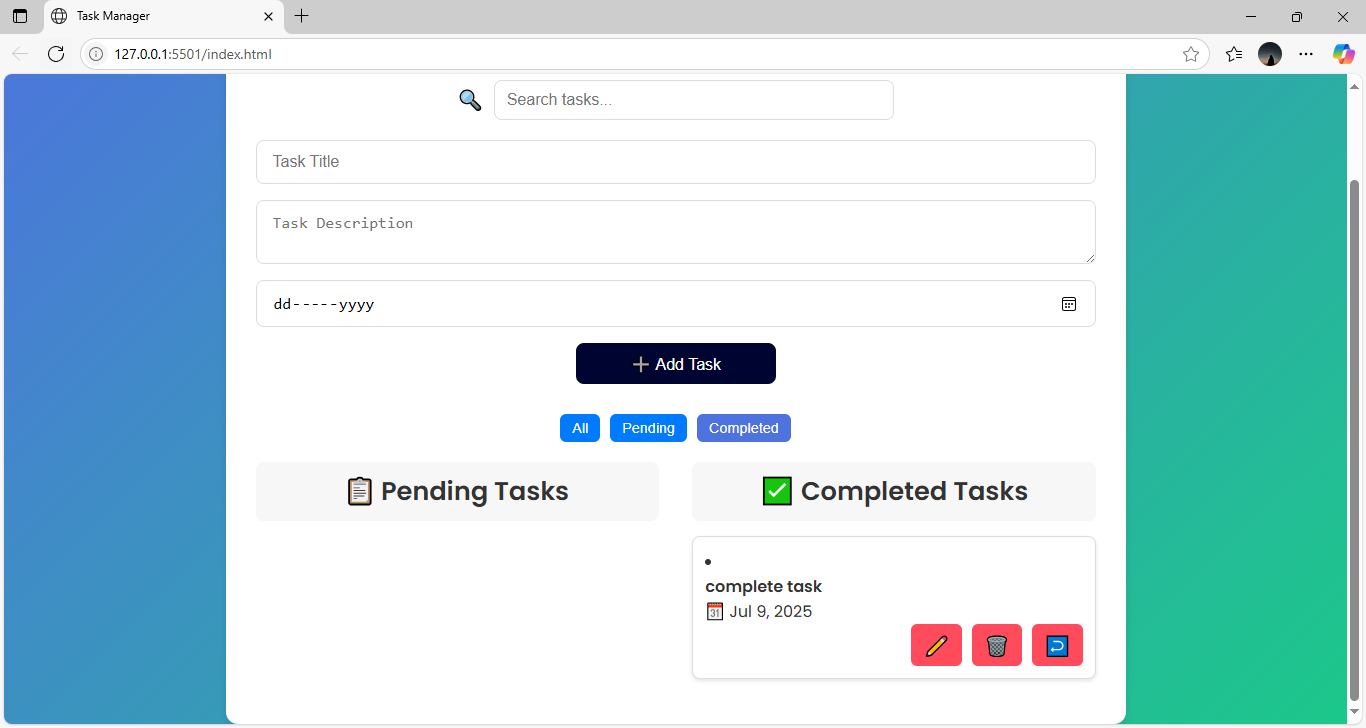 Task Manager
127.0.0.1:5501/index.html
Search tasks...
Task Title
Task Description
dd-----yyyy
Add Task
All Pending Completed
Pending Tasks
Completed Tasks
complete task
31 Jul 9, 2025